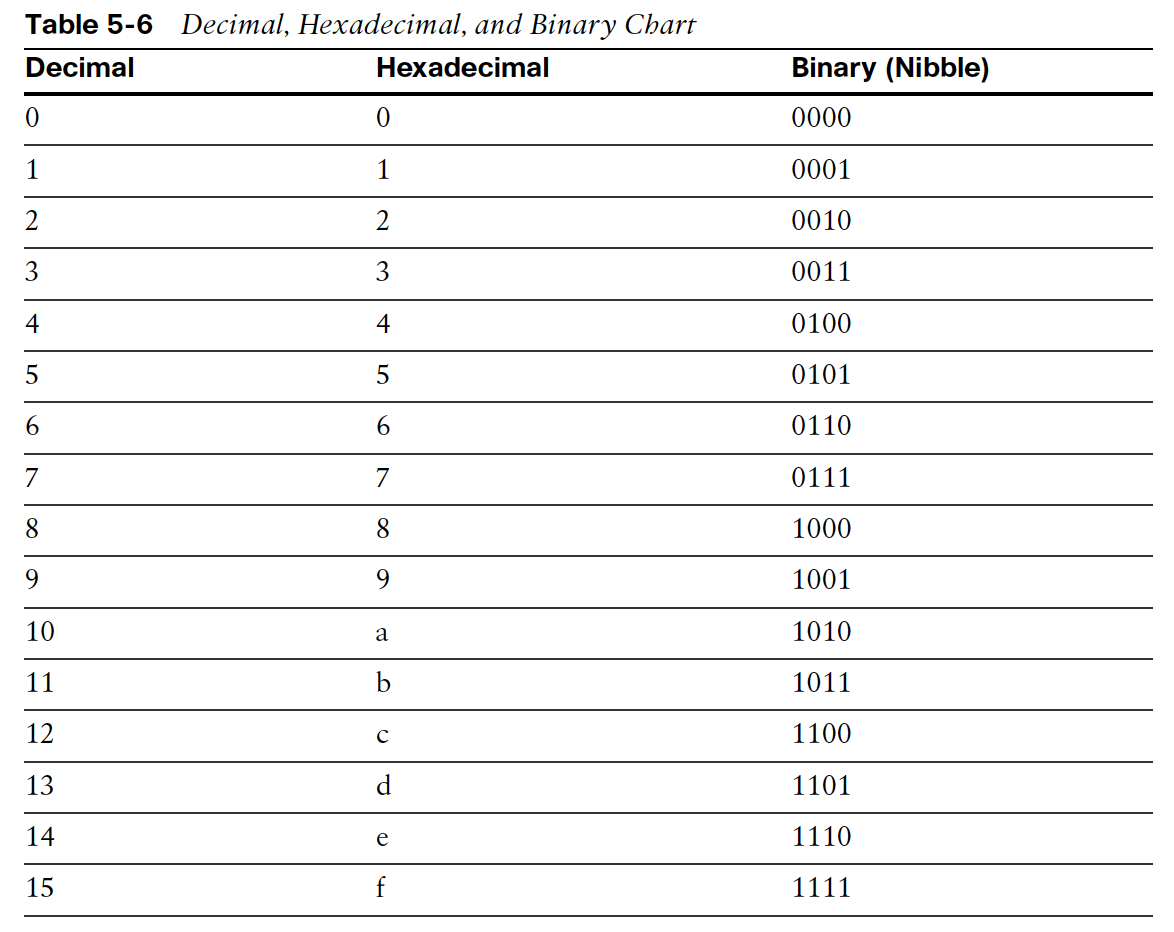 Table 5-6 Decimal, Hexadecimal, and Binary Chart
Decimal Hexadecimal Binary (Nibble)
0 0 0000
1 1 0001
2 2 0010
3 3 0011
4 4 0100
5 5 0101
6 6 0110
7 7 0111
8 8 1000
9 9 1001
10 a 1010
11 b 1011
12 c 1100
13 d 1101
14 e 1110
15 f 1111